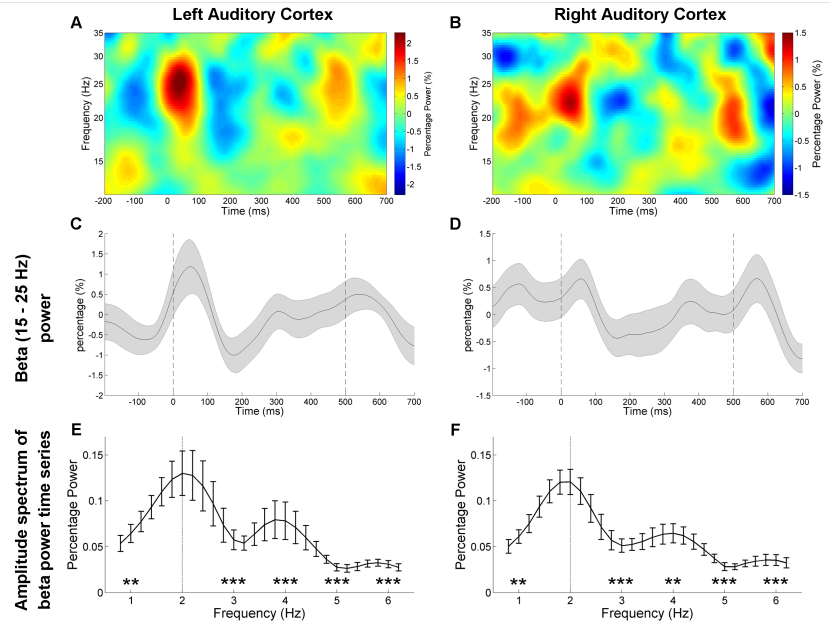 Left Auditory Cortex
Right Auditory Cortex
A
35
30
25
20
15
Frequency (Hz)
-200 -100 0 100 200 300 400 500 600 700
Time (ms)
2
1.5
1
0.5
0
-0.5
-1
-1.5
-2
Percentage Power (%)
B
35
30
25
20
15
Frequency (Hz)
-200 -100 0 100 200 300 400 500 600 700
Time (ms)
1.5
1
0.5
0
-0.5
-1
-1.5
Percentage Power (%)
Beta (15 - 25 Hz)
power
C
2
1.5
1
0.5
0
-0.5
-1
-1.5
-2
percentage (%)
-100 0 100 200 300 400 500 600 700
Time (ms)
D
1.5
1
0.5
0
-0.5
-1
-1.5
percentage (%)
-100 0 100 200 300 400 500 600 700
Time (ms)
Amplitude spectrum of
beta power time series
E
0.15
0.1
0.05
0
Percentage Power
** *** *** *** ***
1 2 3 4 5 6
Frequency (Hz)
F
0.15
0.1
0.05
0
Percentage Power
** *** ** *** ***
1 2 3 4 5 6
Frequency (Hz)